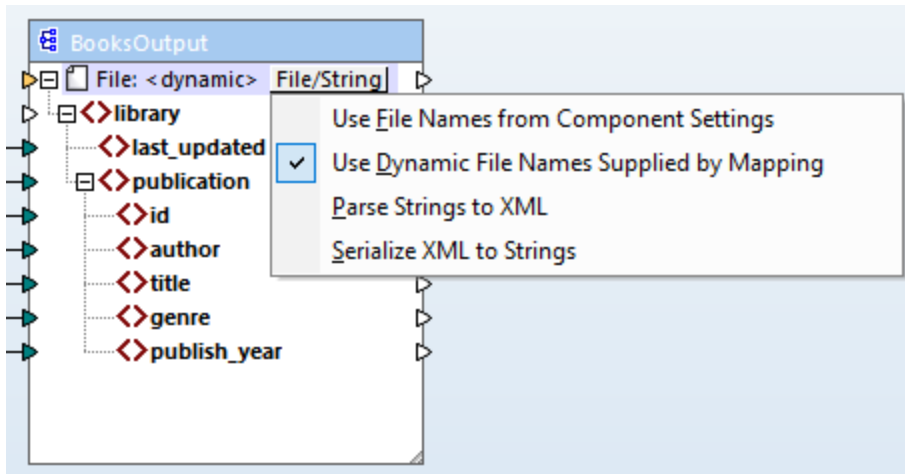 BooksOutput
File: <dynamic> File/String
library
last_updated
publication
id
author
title
genre
publish_year
Use File Names from Component Settings
Use Dynamic File Names Supplied by Mapping
Parse Strings to XML
Serialize XML to Strings